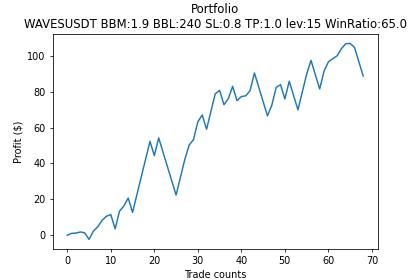 Portfolio
WAVESUSDT BBM:1.9 BBL:240 SL:0.8 TP:1.0 lev:15 WinRatio:65.0
Profit ($)
100
80
60
40
20
0
0 10 20 30 40 50 60 70
Trade counts